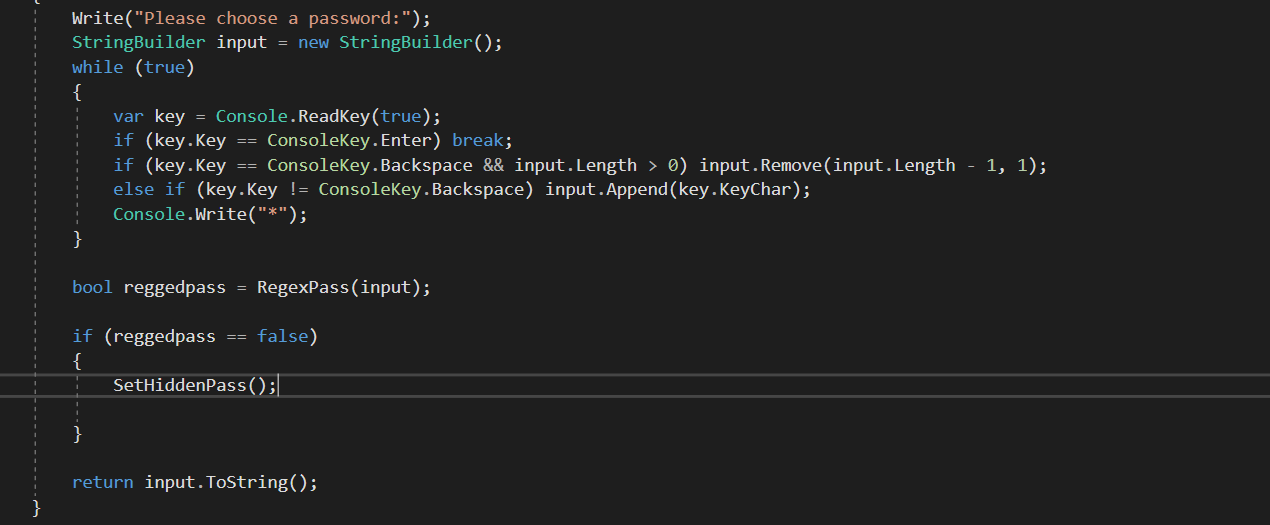 {
Write("Please choose a password:");
StringBuilder input = new StringBuilder();
while (true)
{
var key = Console.ReadKey(true);
if (key.Key == ConsoleKey.Enter) break;
if (key.Key == ConsoleKey.Backspace && input.Length > 0) input.Remove(input.Length - 1, 1);
else if (key.Key != ConsoleKey.Backspace) input.Append(key.KeyChar);
Console.Write("*");
}
bool reggedpass = RegexPass(input);
if (reggedpass == false)
{
SetHiddenPass();
}
return input.ToString();
}